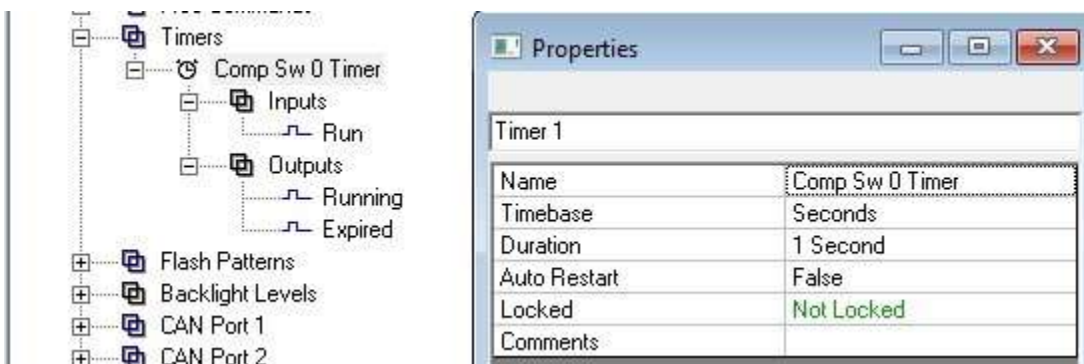 Timers
Comp Sw 0 Timer
Inputs
Run
Outputs
Running
Expired
Flash Patterns
Backlight Levels
CAN Port 1
CAN Port 2
Properties
Timer 1
Name Comp Sw 0 Timer
Timebase Seconds
Duration 1 Second
Auto Restart False
Locked Not Locked
Comments